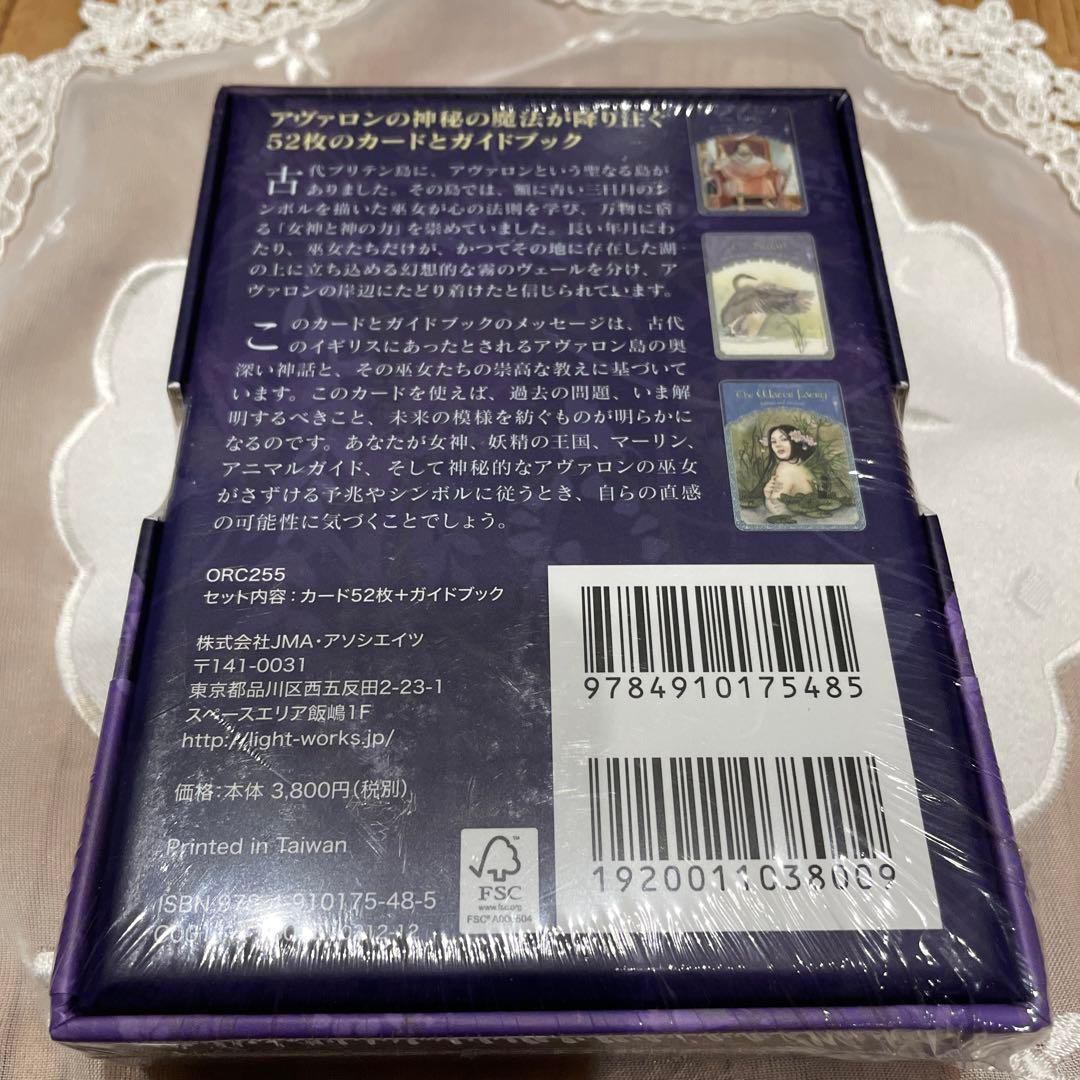 アヴァロンの神秘の魔法が降り注ぐ
52枚のカードとガイドブック
古代ブリテン島に、アヴァロンという聖なる島が
ありました。その島では、額に青い三日月のシ
ンボルを描いた巫女が心の法則を学び、万物に宿
る「女神と神の力」を崇めていました。長い年月にわ
たり、巫女たちだけが、かつてその地に存在した湖
の上に立ち込める幻想的な霧のヴェールを分け、ア
ヴァロンの岸辺にたどり着けたと信じられています。
このカードとガイドブックのメッセージは、古代
のイギリスにあったとされるアヴァロン島の奥
深い神話と、その巫女たちの崇高な教えに基づいて
います。このカードを使えば、過去の問題、いま解
明するべきこと、未来の模様を紡ぐものが明らかに
なるのです。あなたが女神、妖精の王国、マーリン、
アニマルガイド、そして神秘的なアヴァロンの巫女
がさずける予兆やシンボルに従うとき、自らの直感
の可能性に気づくことでしょう。
The Water Faery
ORC255
セット内容:カード52枚+ガイドブック
株式会社JMA・アソシエイツ
〒141-0031
東京都品川区西五反田2-23-1
スペースエリア飯嶋1F
http://light-works.jp/
価格:本体 3,800円(税別)
Printed in Taiwan
910175-48-5
FSC
www.fsc.org
9784910175485
1920011038009